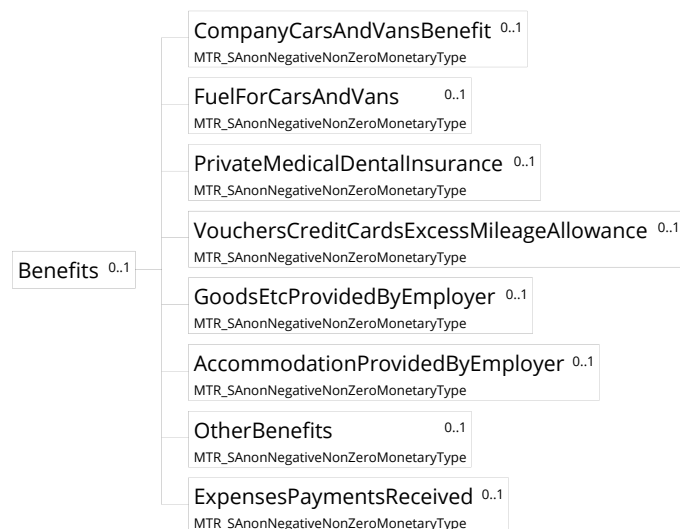 CompanyCarsAndVansBenefit 0..1
MTR_SAnonNegativeNonZeroMonetaryType
FuelForCarsAndVans 0..1
MTR_SAnonNegativeNonZeroMonetaryType
PrivateMedicalDentalInsurance 0..1
MTR_SAnonNegativeNonZeroMonetaryType
VouchersCreditCardsExcessMileageAllowance 0..1
MTR_SAnonNegativeNonZeroMonetaryType
Benefits 0..1
GoodsEtcProvidedByEmployer 0..1
MTR_SAnonNegativeNonZeroMonetaryType
AccommodationProvidedByEmployer 0..1
MTR_SAnonNegativeNonZeroMonetaryType
OtherBenefits 0..1
MTR_SAnonNegativeNonZeroMonetaryType
ExpensesPaymentsReceived 0..1
MTR_SAnonNegativeNonZeroMonetaryType